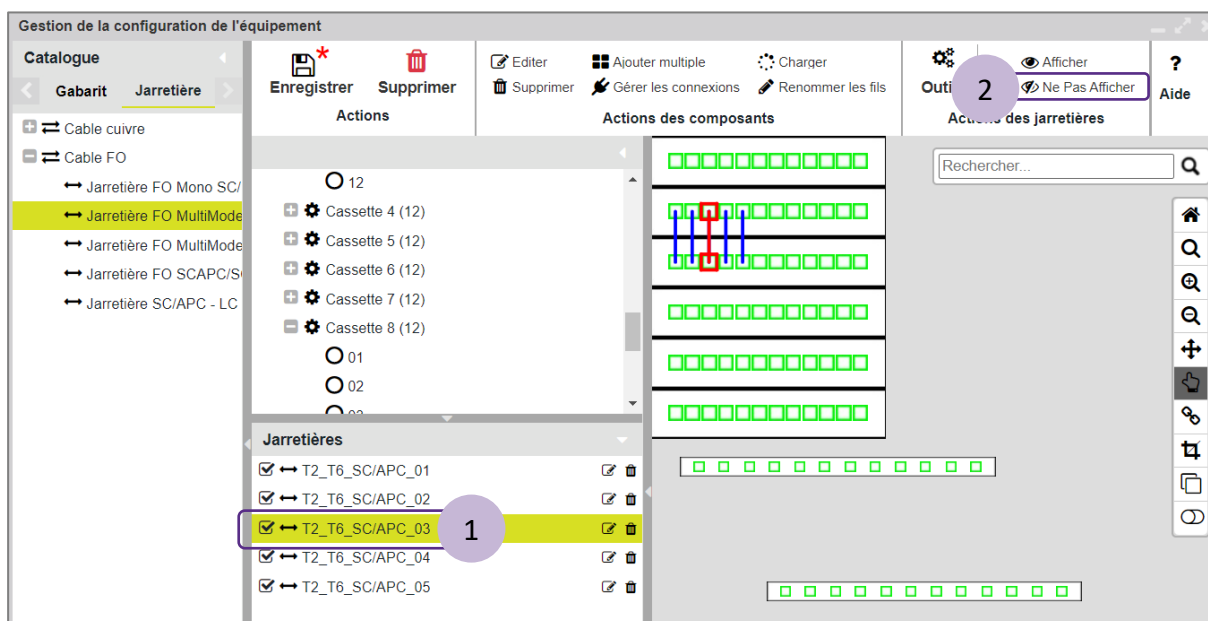 Gestion de la configuration de l'équipement
Catalogue
Gabarit Jarretière
Cable cuivre
Cable FO
Jarretière FO Mono SC/
Jarretière FO MultiMode
Jarretière FO MultiMode
Jarretière FO SCAPC/S
Jarretière SC/APC - LC
Enregistrer Supprimer
Actions
Editer Ajouter multiple Charger
Supprimer Gérer les connexions Renommer les fils
Actions des composants
Outi 2 Afficher
Ne Pas Afficher
Actions des jarretières
?
Aide
12
Cassette 4 (12)
Cassette 5 (12)
Cassette 6 (12)
Cassette 7 (12)
Cassette 8 (12)
01
02
Jarretières
T2_T6_SC/APC_01
T2_T6_SC/APC_02
T2_T6_SC/APC_03 1
T2_T6_SC/APC_04
T2_T6_SC/APC_05
Rechercher...